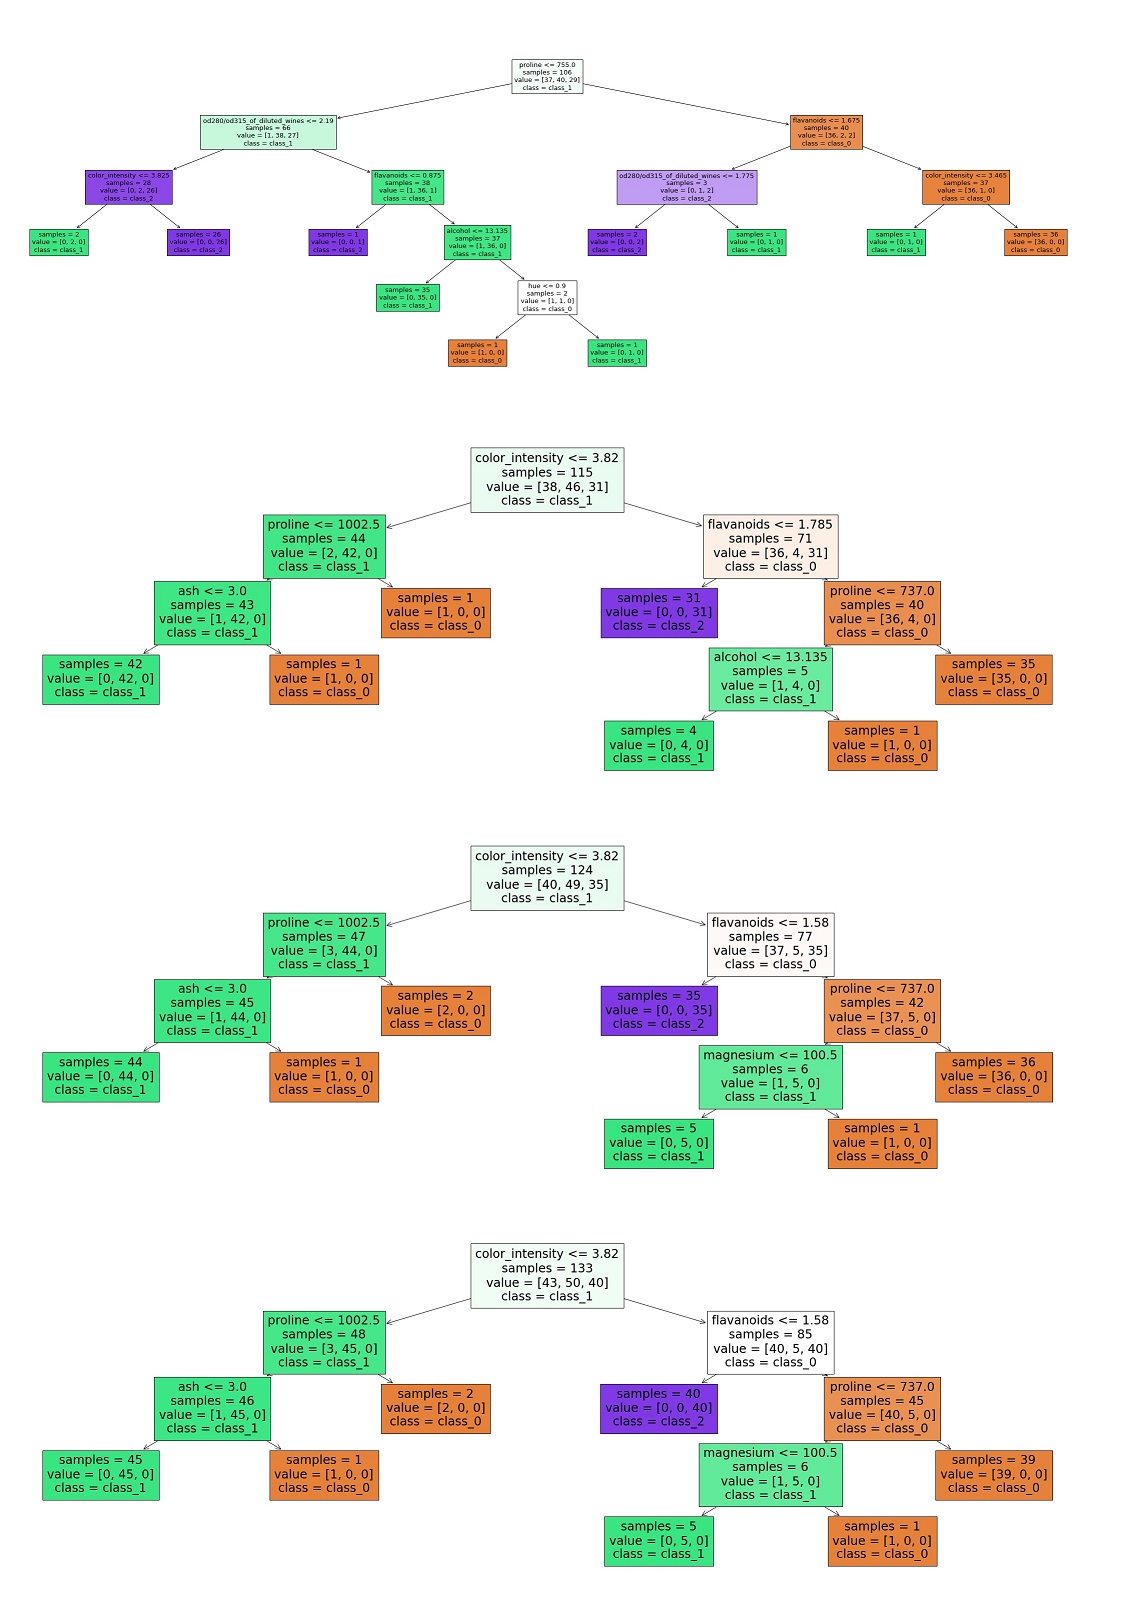 proline <= 755.0
samples = 106
value = [37, 40, 29]
class = class_1
od280/od315_of_diluted_wines <= 2.19
samples = 66
value = [1, 38, 27]
class = class_1
flavanoids <= 1.675
samples = 40
value = [36, 2, 2]
class = class_0
color_intensity <= 3.825
samples = 28
value = [0, 2, 26]
class = class_2
flavanoids <= 0.875
samples = 38
value = [1, 36, 1]
class = class_1
od280/od315_of_diluted_wines <= 1.775
samples = 3
value = [0, 1, 2]
class = class_2
color_intensity <= 3.465
samples = 37
value = [36, 1, 0]
class = class_0
samples = 2
value = [0, 2, 0]
class = class_1
samples = 26
value = [0, 0, 26]
class = class_2
samples = 1
value = [0, 0, 1]
class = class_2
alcohol <= 13.135
samples = 37
value = [1, 36, 0]
class = class_1
samples = 2
value = [0, 0, 2]
class = class_2
samples = 1
value = [0, 1, 0]
class = class_1
samples = 1
value = [0, 1, 0]
class = class_1
samples = 36
value = [36, 0, 0]
class = class_0
samples = 35
value = [0, 35, 0]
class = class_1
hue <= 0.9
samples = 2
value = [1, 1, 0]
class = class_0
samples = 1
value = [1, 0, 0]
class = class_0
samples = 1
value = [0, 1, 0]
class = class_1
color_intensity <= 3.82
samples = 115
value = [38, 46, 31]
class = class_1
proline <= 1002.5
samples = 44
value = [2, 42, 0]
class = class_1
flavanoids <= 1.785
samples = 71
value = [36, 4, 31]
class = class_0
ash <= 3.0
samples = 43
value = [1, 42, 0]
class = class_1
samples = 1
value = [1, 0, 0]
class = class_0
samples = 31
value = [0, 0, 31]
class = class_2
proline <= 737.0
samples = 40
value = [36, 4, 0]
class = class_0
samples = 42
value = [0, 42, 0]
class = class_1
samples = 1
value = [1, 0, 0]
class = class_0
alcohol <= 13.135
samples = 5
value = [1, 4, 0]
class = class_1
samples = 35
value = [35, 0, 0]
class = class_0
samples = 4
value = [0, 4, 0]
class = class_1
samples = 1
value = [1, 0, 0]
class = class_0
color_intensity <= 3.82
samples = 124
value = [40, 49, 35]
class = class_1
proline <= 1002.5
samples = 47
value = [3, 44, 0]
class = class_1
flavanoids <= 1.58
samples = 77
value = [37, 5, 35]
class = class_0
ash <= 3.0
samples = 45
value = [1, 44, 0]
class = class_1
samples = 2
value = [2, 0, 0]
class = class_0
samples = 35
value = [0, 0, 35]
class = class_2
proline <= 737.0
samples = 42
value = [37, 5, 0]
class = class_0
samples = 44
value = [0, 44, 0]
class = class_1
samples = 1
value = [1, 0, 0]
class = class_0
magnesium <= 100.5
samples = 6
value = [1, 5, 0]
class = class_1
samples = 36
value = [36, 0, 0]
class = class_0
samples = 5
value = [0, 5, 0]
class = class_1
samples = 1
value = [1, 0, 0]
class = class_0
color_intensity <= 3.82
samples = 133
value = [43, 50, 40]
class = class_1
proline <= 1002.5
samples = 48
value = [3, 45, 0]
class = class_1
flavanoids <= 1.58
samples = 85
value = [40, 5, 40]
class = class_0
ash <= 3.0
samples = 46
value = [1, 45, 0]
class = class_1
samples = 2
value = [2, 0, 0]
class = class_0
samples = 40
value = [0, 0, 40]
class = class_2
proline <= 737.0
samples = 45
value = [40, 5, 0]
class = class_0
samples = 45
value = [0, 45, 0]
class = class_1
samples = 1
value = [1, 0, 0]
class = class_0
magnesium <= 100.5
samples = 6
value = [1, 5, 0]
class = class_1
samples = 39
value = [39, 0, 0]
class = class_0
samples = 5
value = [0, 5, 0]
class = class_1
samples = 1
value = [1, 0, 0]
class = class_0